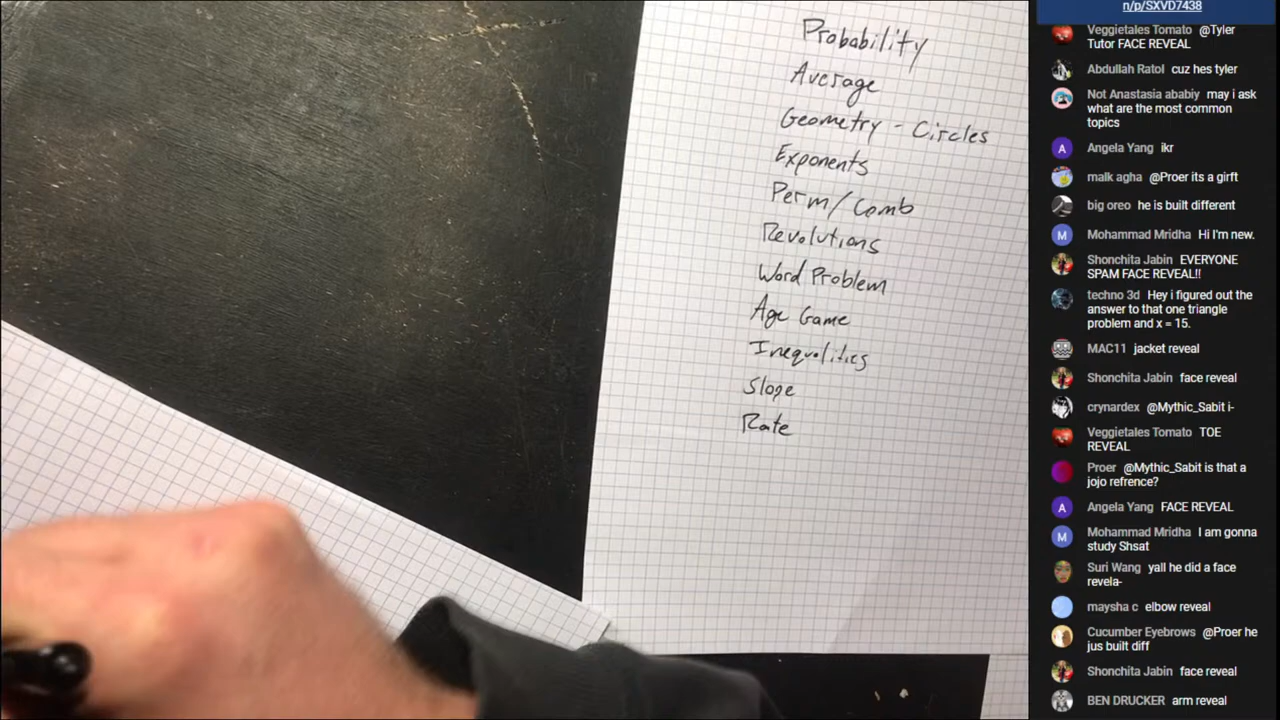 Probability
Average
Geometry - Circles
Exponents
Perm/Comb
Revolutions
Word Problem
Age Game
Inequalities
Slope
Rate
n/p/SXVD7438
Veggietales Tomato @Tyler
Tutor FACE REVEAL
Abdullah Ratol cuz hes tyler
Not Anastasia ababiy may i ask
what are the most common
topics
A Angela Yang ikr
malk agha @Proer its a girft
big oreo he is built different
M Mohammad Mridha Hi I'm new.
Shonchita Jabin EVERYONE
SPAM FACE REVEAL!!
techno 3d Hey i figured out the
answer to that one triangle
problem and x = 15.
MAC11 jacket reveal
Shonchita Jabin face reveal
crynardex @Mythic_Sabit i-
Veggietales Tomato TOE
REVEAL
Proer @Mythic_Sabit is that a
jojo refrence?
A Angela Yang FACE REVEAL
M Mohammad Mridha I am gonna
study Shsat
Suri Wang yall he did a face
revela-
maysha c elbow reveal
Cucumber Eyebrows @Proer he
jus built diff
Shonchita Jabin face reveal
BEN DRUCKER arm reveal